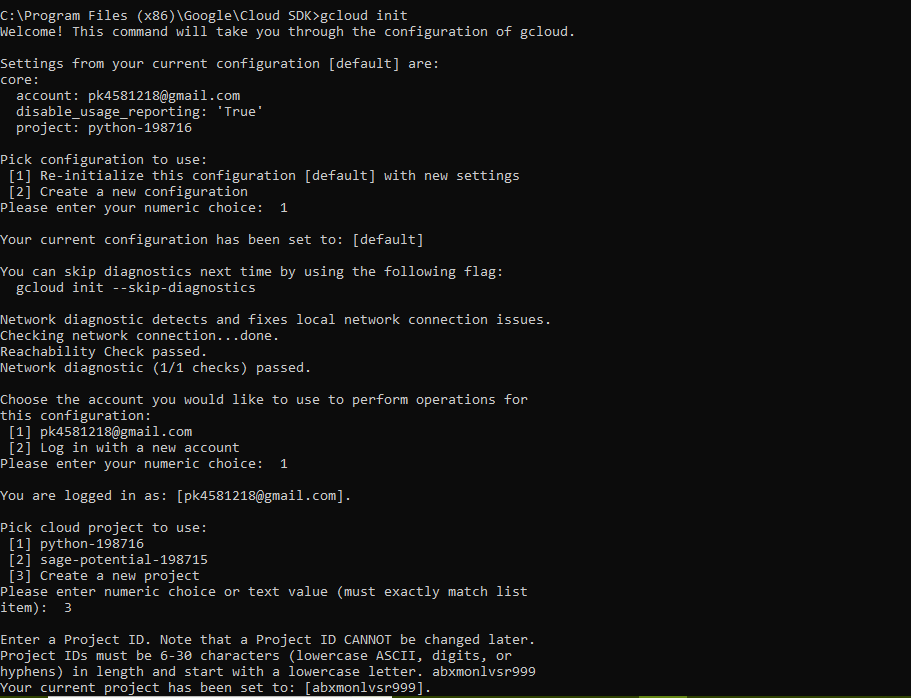 C:\Program Files (x86)\Google\Cloud SDK>gcloud init
Welcome! This command will take you through the configuration of gcloud.
Settings from your current configuration [default] are:
core:
  account: pk4581218@gmail.com
  disable_usage_reporting: 'True'
  project: python-198716
Pick configuration to use:
 [1] Re-initialize this configuration [default] with new settings
 [2] Create a new configuration
Please enter your numeric choice:  1
Your current configuration has been set to: [default]
You can skip diagnostics next time by using the following flag:
  gcloud init --skip-diagnostics
Network diagnostic detects and fixes local network connection issues.
Checking network connection...done.
Reachability Check passed.
Network diagnostic (1/1 checks) passed.
Choose the account you would like to use to perform operations for
this configuration:
 [1] pk4581218@gmail.com
 [2] Log in with a new account
Please enter your numeric choice:  1
You are logged in as: [pk4581218@gmail.com].
Pick cloud project to use:
 [1] python-198716
 [2] sage-potential-198715
 [3] Create a new project
Please enter numeric choice or text value (must exactly match list
item):  3
Enter a Project ID. Note that a Project ID CANNOT be changed later.
Project IDs must be 6-30 characters (lowercase ASCII, digits, or
hyphens) in length and start with a lowercase letter. abxmonlvsr999
Your current project has been set to: [abxmonlvsr999].